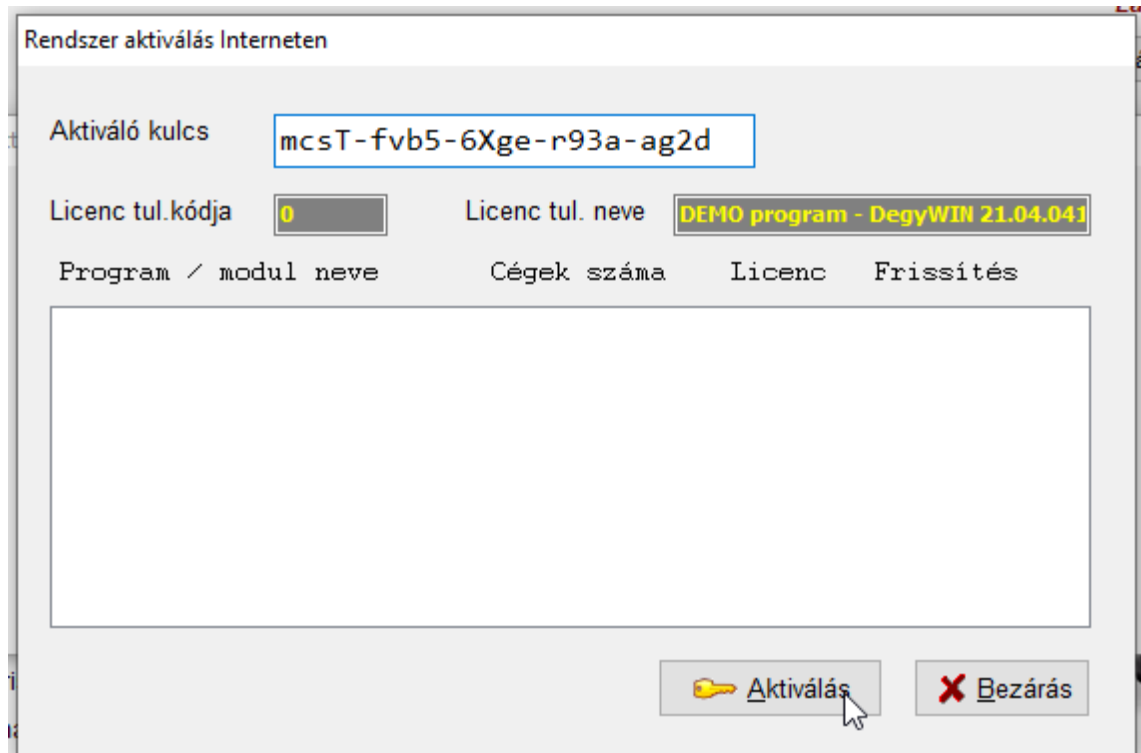 Rendszer aktiválás Interneten
Aktiváló kulcs mcsT-fvb5-6Xge-r93a-ag2d
Licenc tul.kódja 0 Licenc tul. neve DEMO program - DegyWIN 21.04.041
Program / modul neve Cégek száma Licenc Frissítés
Aktiválás Bezárás